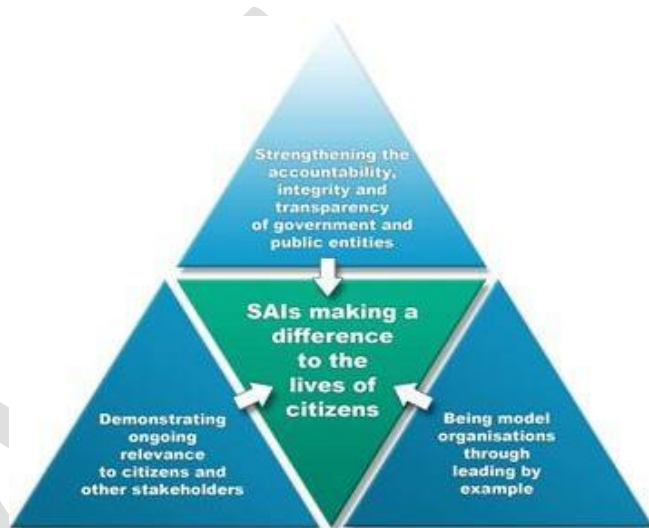 Strengthening the
accountability,
integrity and
transparency
of government and
public entities
SAIs making a
difference
to the
lives of
citizens
Demonstrating
ongoing
relevance
to citizens and
other stakeholders
Being model
organisations
through
leading by
example